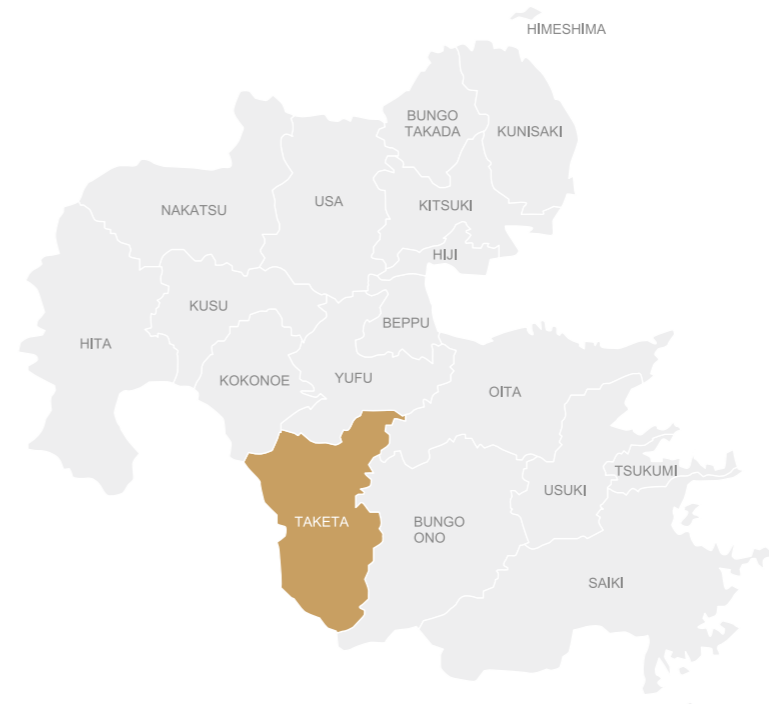 HIMESHIMA
BUNGO
TAKADA
KUNISAKI
USA
KITSUKI
NAKATSU
HIJI
KUSU
BEPPU
HITA
KOKONOE
YUFU
OITA
TSUKUMI
USUKI
TAKETA
BUNGO
ONO
SAIKI